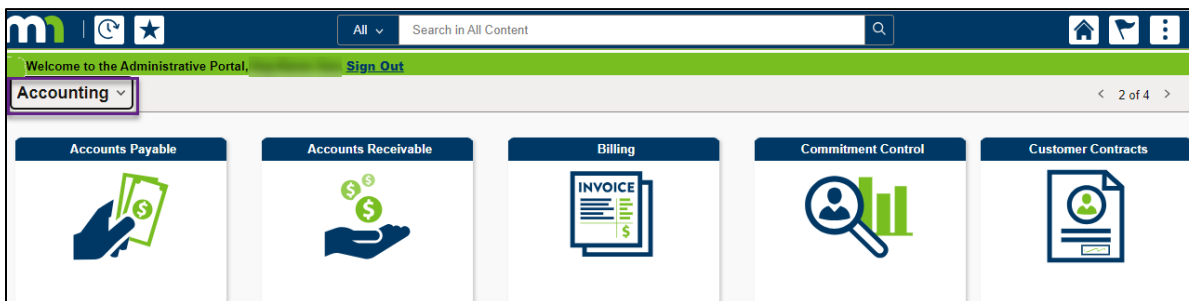 mn
All Search in All Content
Welcome to the Administrative Portal, Sign Out
Accounting
2 of 4
Accounts Payable Accounts Receivable Billing Commitment Control Customer Contracts
$ $ $ $ INVOICE
$